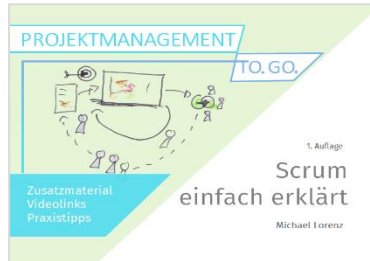 PROJEKTMANAGEMENT
TO.GO.
1. Auflage
Scrum
einfach erklärt
Michael Lorenz
Zusatzmaterial
Videolinks
Praxistipps